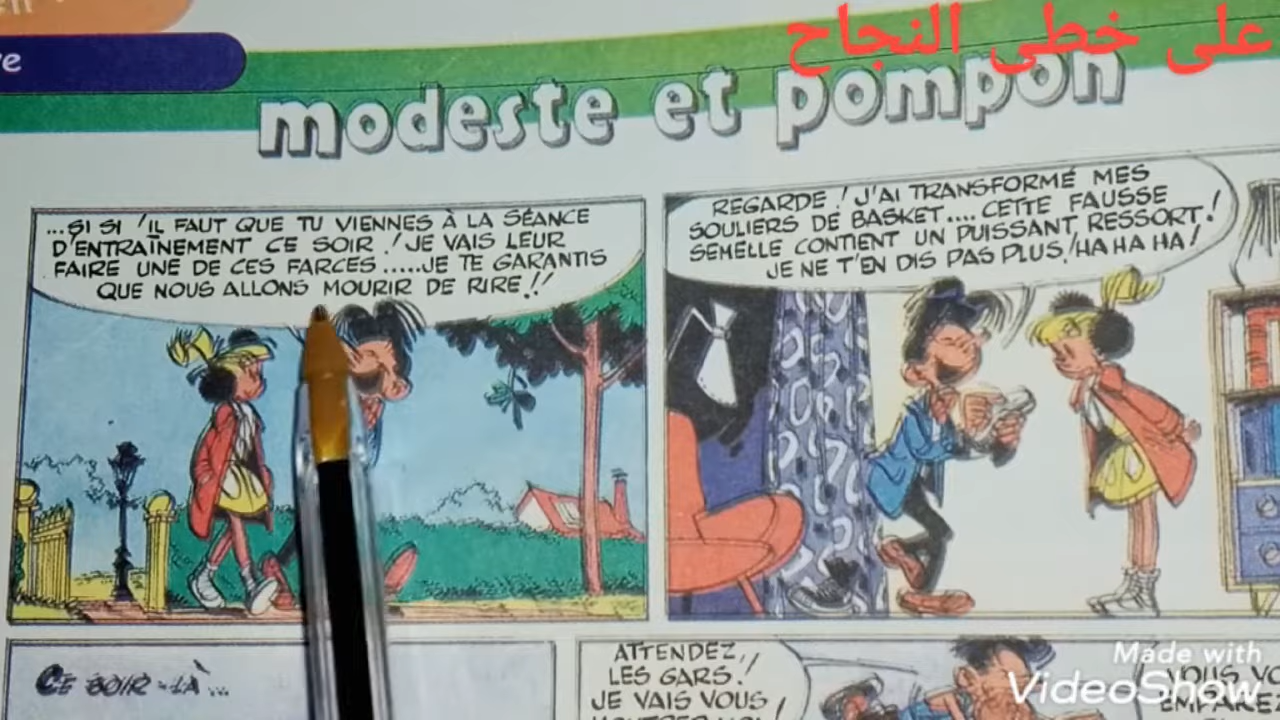 على خطى النجاح
modeste et pompon
...SI SI ! IL FAUT QUE TU VIENNES À LA SÉANCE
D'ENTRAÎNEMENT CE SOIR ! JE VAIS LEUR
FAIRE UNE DE CES FARCES.....JE TE GARANTIS
QUE NOUS ALLONS MOURIR DE RIRE!!
REGARDE ! J'AI TRANSFORMÉ MES
SOULIERS DE BASKET.... CETTE FAUSSE
SEMELLE CONTIENT UN PUISSANT RESSORT!
JE NE T'EN DIS PAS PLUS! HA HA HA!
CE SOIR-LÀ...
ATTENDEZ,
LES GARS!
JE VAIS VOUS
VOUS
Made with
VideoShow